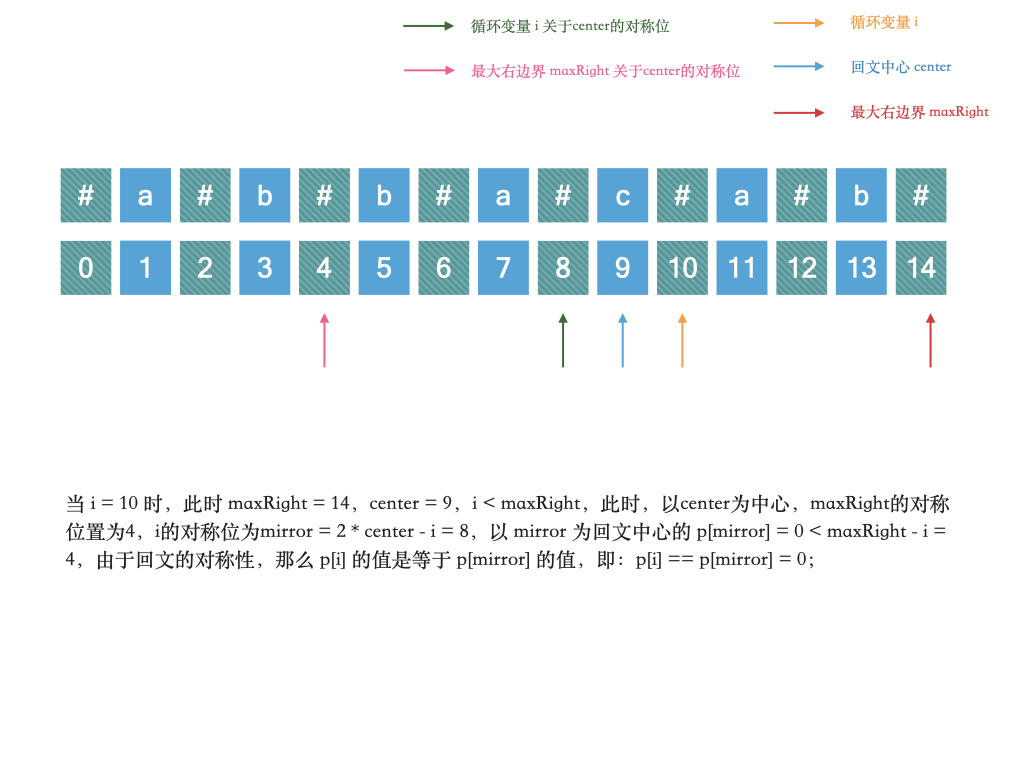 循环变量 i 关于center的对称位
循环变量 i
最大右边界 maxRight 关于center的对称位
回文中心 center
最大右边界 maxRight
# a # b # b # a # c # a # b #
0 1 2 3 4 5 6 7 8 9 10 11 12 13 14
当 i = 10 时，此时 maxRight = 14，center = 9，i < maxRight，此时，以center为中心，maxRight的对称
位置为4，i的对称位为mirror = 2 * center - i = 8，以 mirror 为回文中心的 p[mirror] = 0 < maxRight - i =
4，由于回文的对称性，那么 p[i] 的值是等于 p[mirror] 的值，即：p[i] == p[mirror] = 0；